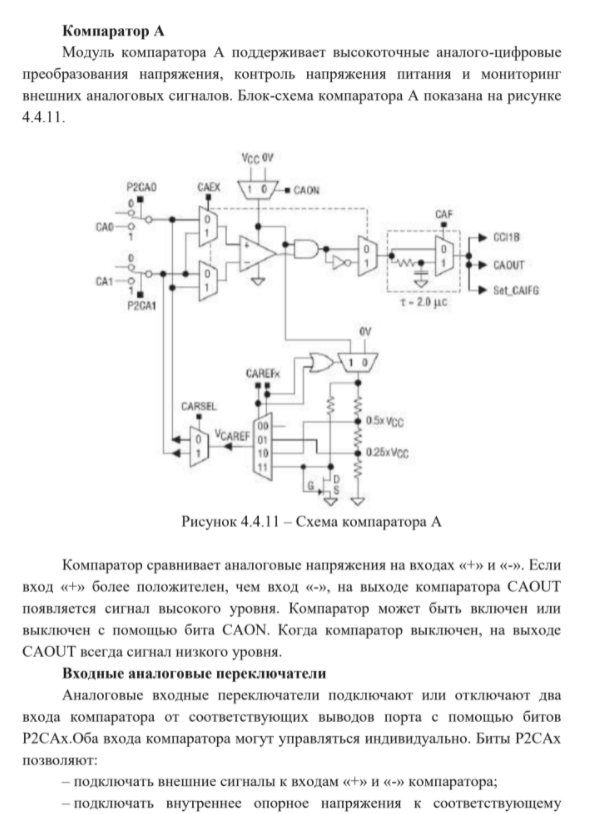 Компаратор А
Модуль компаратора А поддерживает высокоточные аналого-цифровые
преобразования напряжения, контроль напряжения питания и мониторинг
внешних аналоговых сигналов. Блок-схема компаратора А показана на рисунке
4.4.11.
VCC 0V
P2CA0 CAEX 1 0 CAON
0 0 CAF
CA0 1 1 + 0 0 CCI1B
0 0 − 1 1 CAOUT
CA1 1 1 Set_CAIFG
P2CA1 τ ~ 2.0 μс
0V
CAREFx 1 0
CARSEL 00 0.5xVCC
0 VCAREF 01
1 10 0.25xVCC
11 D
G S
Рисунок 4.4.11 – Схема компаратора А
Компаратор сравнивает аналоговые напряжения на входах «+» и «-». Если
вход «+» более положителен, чем вход «-», на выходе компаратора CAOUT
появляется сигнал высокого уровня. Компаратор может быть включен или
выключен с помощью бита CAON. Когда компаратор выключен, на выходе
CAOUT всегда сигнал низкого уровня.
Входные аналоговые переключатели
Аналоговые входные переключатели подключают или отключают два
входа компаратора от соответствующих выводов порта с помощью битов
P2CAx.Оба входа компаратора могут управляться индивидуально. Биты P2CAx
позволяют:
– подключать внешние сигналы к входам «+» и «-» компаратора;
– подключать внутреннее опорное напряжения к соответствующему